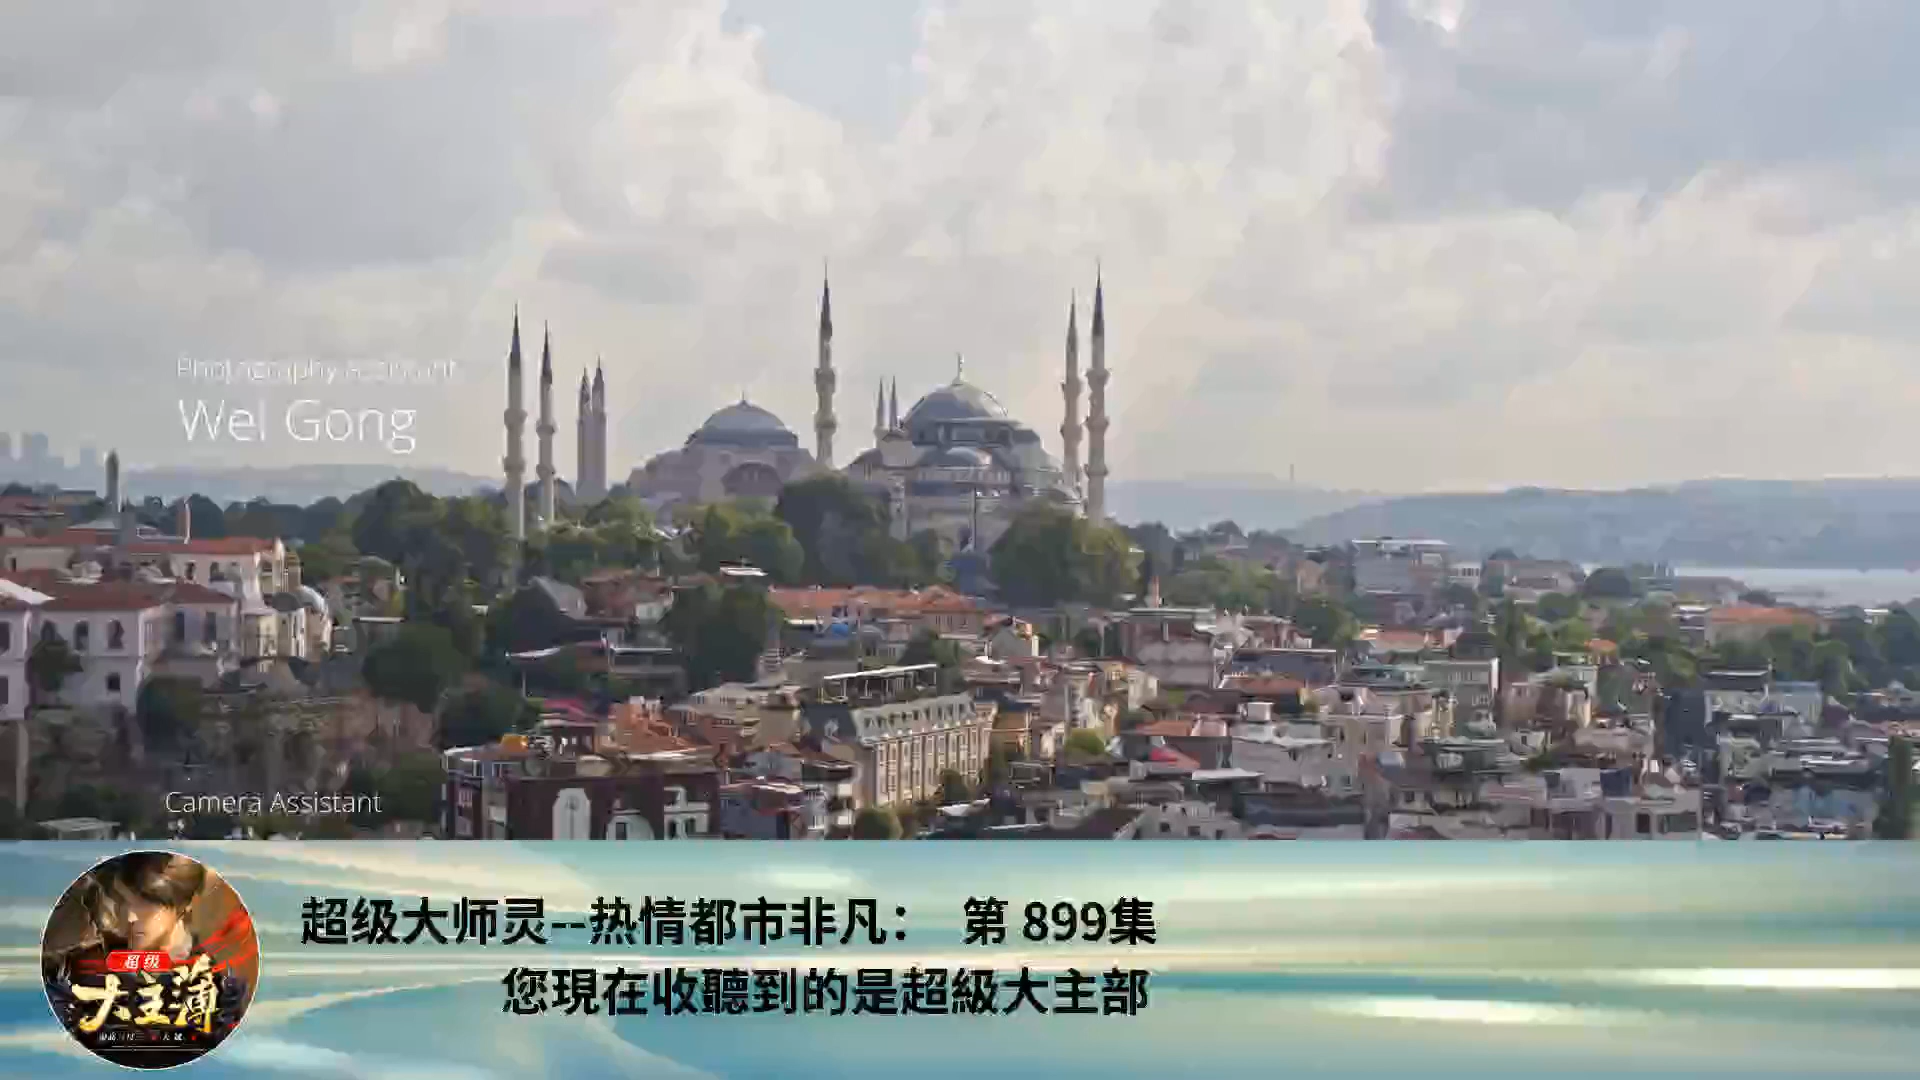 Photography Assistant
Wei Gong
Camera Assistant
超级大师灵--热情都市非凡： 第 899集
您現在收聽到的是超級大主部
超级
大主簿